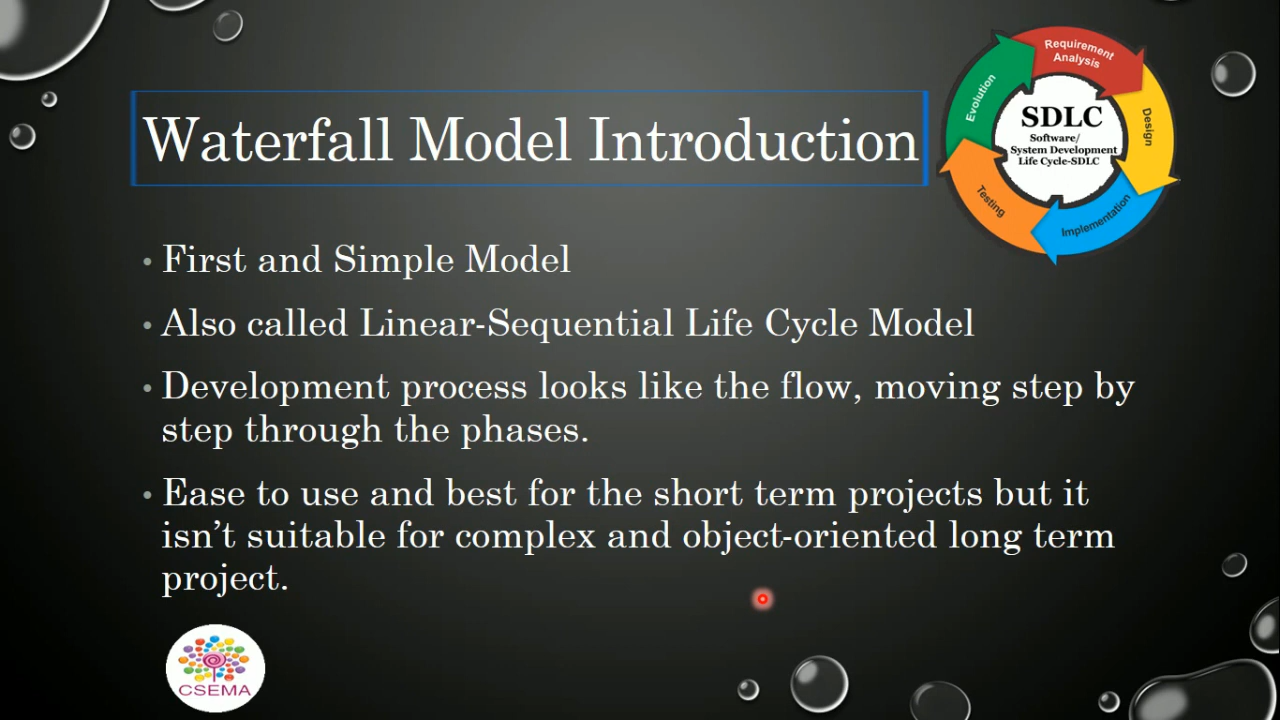 Waterfall Model Introduction
Requirement
Analysis
Design
Implementation
Testing
Evolution
SDLC
Software/
System Development
Life Cycle-SDLC
• First and Simple Model
• Also called Linear-Sequential Life Cycle Model
• Development process looks like the flow, moving step by
step through the phases.
• Ease to use and best for the short term projects but it
isn’t suitable for complex and object-oriented long term
project.
CSEMA